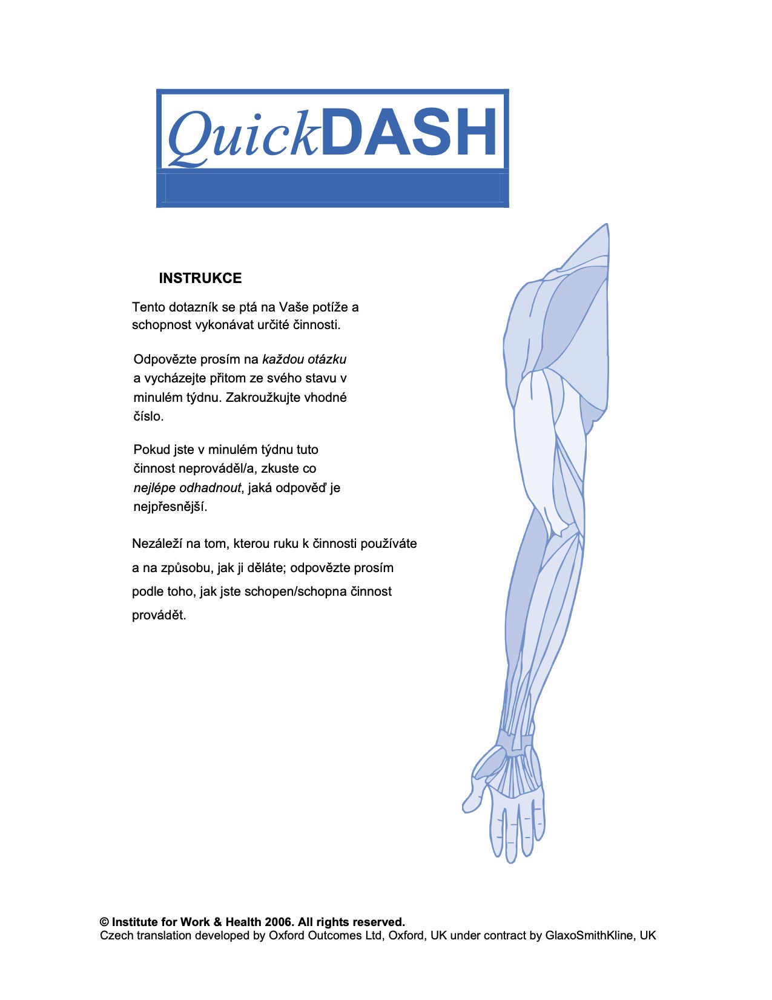 QuickDASH
INSTRUKCE
Tento dotazník se ptá na Vaše potíže a
schopnost vykonávat určité činnosti.
Odpovězte prosím na každou otázku
a vycházejte přitom ze svého stavu v
minulém týdnu. Zakroužkujte vhodné
číslo.
Pokud jste v minulém týdnu tuto
činnost neprováděl/a, zkuste co
nejlépe odhadnout, jaká odpověď je
nejpřesnější.
Nezáleží na tom, kterou ruku k činnosti používáte
a na způsobu, jak ji děláte; odpovězte prosím
podle toho, jak jste schopen/schopna činnost
provádět.
© Institute for Work & Health 2006. All rights reserved.
Czech translation developed by Oxford Outcomes Ltd, Oxford, UK under contract by GlaxoSmithKline, UK